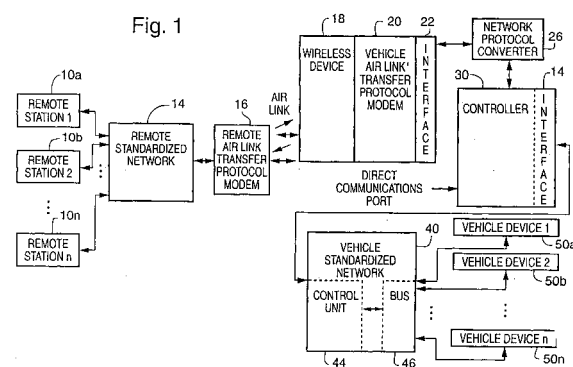 Fig. 1
10a
REMOTE
STATION 1
10b
REMOTE
STATION 2
10n
REMOTE
STATION n
14
REMOTE
STANDARDIZED
NETWORK
16
REMOTE
AIR LINK
TRANSFER
PROTOCOL
MODEM
AIR
LINK
18
WIRELESS
DEVICE
20
VEHICLE
AIR LINK'
TRANSFER
PROTOCOL
MODEM
22
INTERFACE
NETWORK
PROTOCOL
CONVERTER
26
30
CONTROLLER
14
INTERFACE
DIRECT
COMMUNICATIONS
PORT
40
VEHICLE
STANDARDIZED
NETWORK
CONTROL
UNIT
BUS
44
46
VEHICLE DEVICE 1
50a
VEHICLE DEVICE 2
50b
VEHICLE DEVICE n
50n